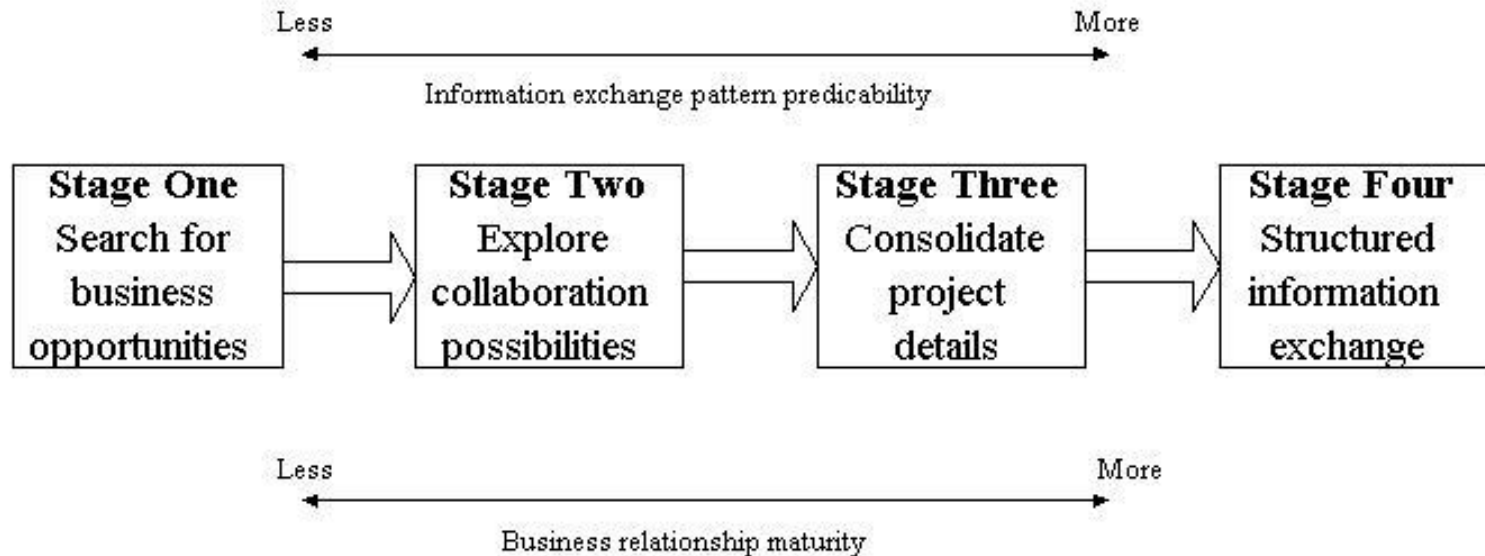 Less More
Information exchange pattern predicability
Stage One
Search for
business
opportunities
Stage Two
Explore
collaboration
possibilities
Stage Three
Consolidate
project
details
Stage Four
Structured
information
exchange
Less More
Business relationship maturity